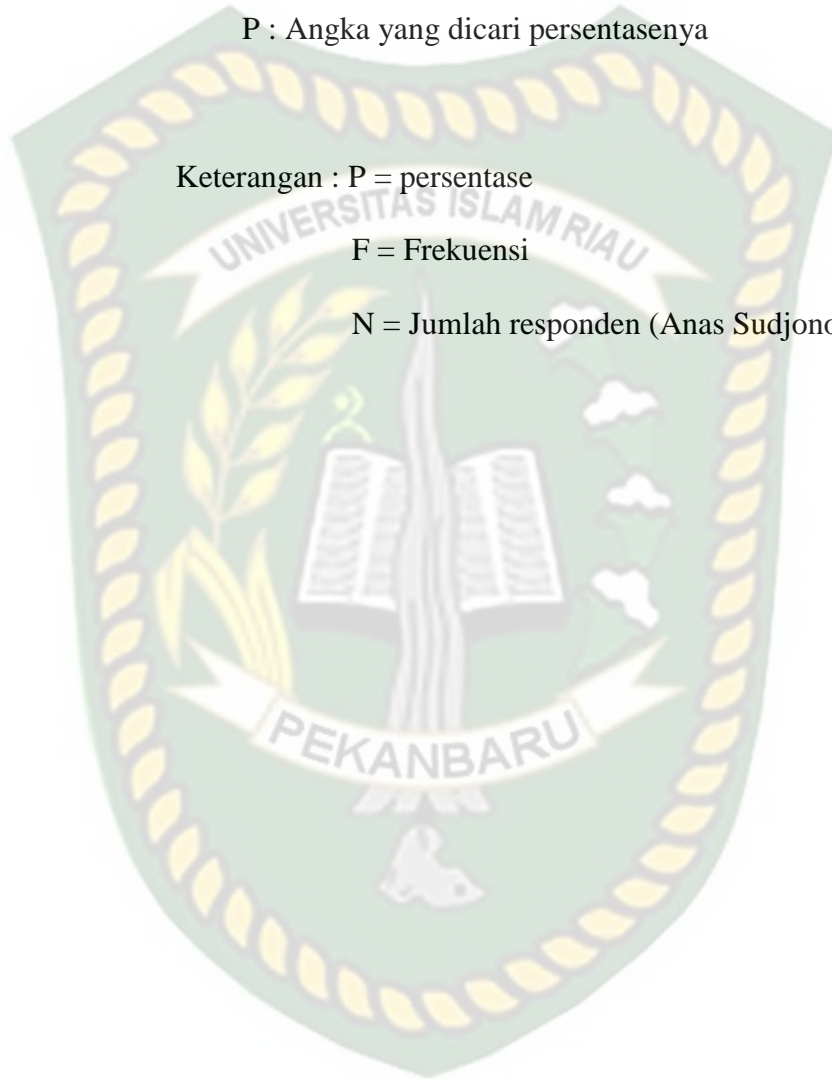 P : Angka yang dicari persentasenya
Keterangan : P = persentase
UNIVERSITAS ISLAM RIAU
F = Frekuensi
N = Jumlah responden (Anas Sudjono
PEKANBARU